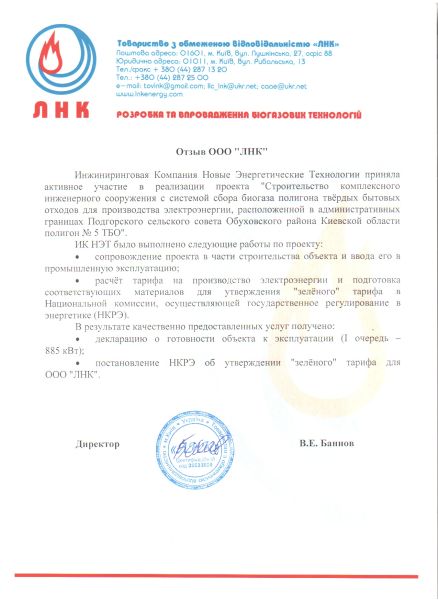 ЛНК
Товариство з обмеженою відповідальністю «ЛНК»
Поштова адреса: 01601, м. Київ, вул. Пушкінська, 27, офіс 88
Юридична адреса: 01011, м. Київ, вул. Рибальська, 13
Тел./факс + 380 (44) 287 13 20
Тел.: +380 (44) 287 25 00
e-mail: tovlnk@gmail.com; llc_lnk@ukr.net;
www.lnkenergy.com
РОЗРОБКА ТА ВПРОВАДЖЕННЯ БІОГАЗОВИХ ТЕХНОЛОГІЙ
Отзыв ООО "ЛНК"
Инжиниринговая Компания Новые Энергетические Технологии приняла
активное участие в реализации проекта "Строительство комплексного
инженерного сооружения с системой сбора биогаза полигона твёрдых бытовых
отходов для производства электроэнергии, расположенной в административных
границах Подгорского сельского совета Обуховского района Киевской области
полигон № 5 ТБО".
ИК НЭТ было выполнено следующие работы по проекту:
• сопровождение проекта в части строительства объекта и ввода его в
промышленную эксплуатацию;
• расчёт тарифа на производство электроэнергии и подготовка
соответствующих материалов для утверждения "зелёного" тарифа в
Национальной комиссии, осуществляющей государственное регулирование в
энергетике (НКРЭ).
В результате качественно предоставленных услуг получено:
• декларацию о готовности объекта к эксплуатации (I очередь –
885 кВт);
• постановление НКРЭ об утверждении "зелёного" тарифа для
ООО "ЛНК".
Директор
В.Е. Баннов